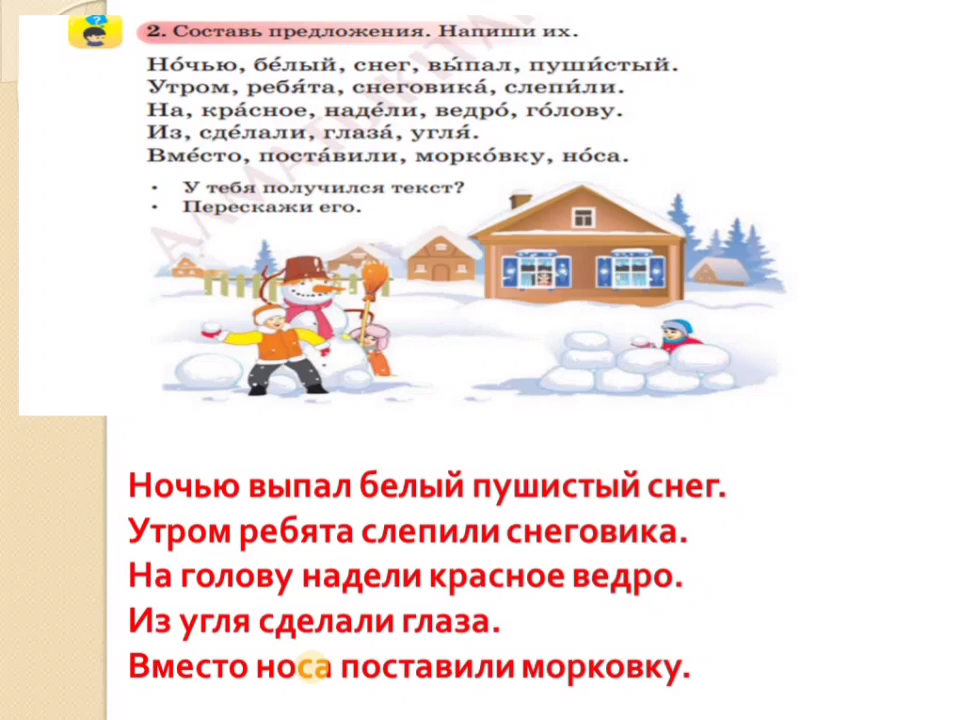 2. Составь предложения. Напиши их.
Но́чью, бе́лый, снег, вы́пал, пуши́стый.
Утром, ребя́та, снеговика́, слепи́ли.
На, кра́сное, наде́ли, ведро́, го́лову.
Из, сде́лали, глаза́, угля́.
Вме́сто, поста́вили, морко́вку, но́са.
• У тебя получился текст?
• Перескажи его.
Ночью выпал белый пушистый снег.
Утром ребята слепили снеговика.
На голову надели красное ведро.
Из угля сделали глаза.
Вместо носа поставили морковку.